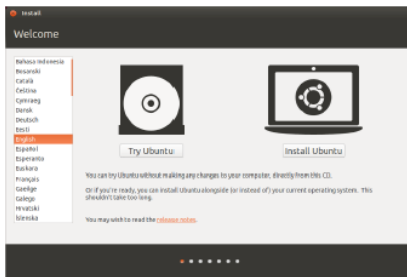 Install
Welcome
Bahasa Indonesia
Bosanski
Català
Čeština
Cymraeg
Dansk
Deutsch
Eesti
English
Español
Esperanto
Euskara
Français
Gaeilge
Galego
Hrvatski
Íslenska
Try Ubuntu
Install Ubuntu
You can try Ubuntu without making any changes to your computer, directly from this CD.
Or if you're ready, you can install Ubuntu alongside (or instead of) your current operating system. This
shouldn't take too long.
You may wish to read the release notes.